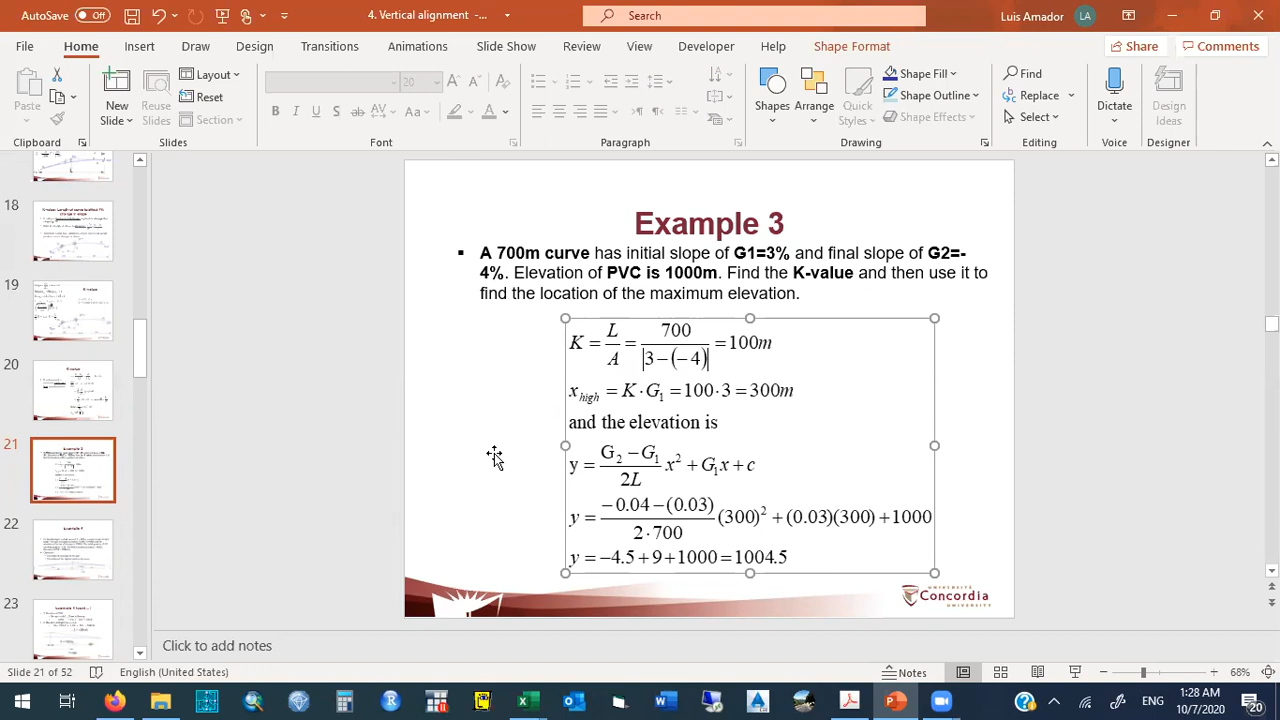 AutoSave Off 4.Vertical alignment -... Search Luis Amador LA
File Home Insert Draw Design Transitions Animations Slide Show Review View Developer Help Shape Format Share Comments
Paste New Slide Reuse Slides Layout Reset Section 20 B I U S ab AV Aa A A A Shapes Arrange Quick Styles Shape Fill Shape Outline Shape Effects Find Replace Select Dictate Design Ideas
Clipboard Slides Font Paragraph Drawing Editing Voice Designer
18
19
20
21
22
23
Example 3
▪ A 700m curve has initial slope of G1=3% and final slope of G2=-
4%. Elevation of PVC is 1000m. Find the K-value and then use it to
find the location of the maximum elevation.
K = L/A = 700/|3−(−4)| = 100m
x_high = K · G₁ = 100 · 3 = 300m
and the elevation is
y = (G₂ − G₁)/2L x² + G₁x + c
y = (−0.04 − (0.03))/(2·700) (300)² + (0.03)(300) + 1000
y = −4.5 + 9 + 1000 = 1004.5
UNIVERSITÉ
Concordia
UNIVERSITY
Click to add notes
Slide 21 of 52 English (United States) Notes 68%
ENG 1:28 AM
10/7/2020 20